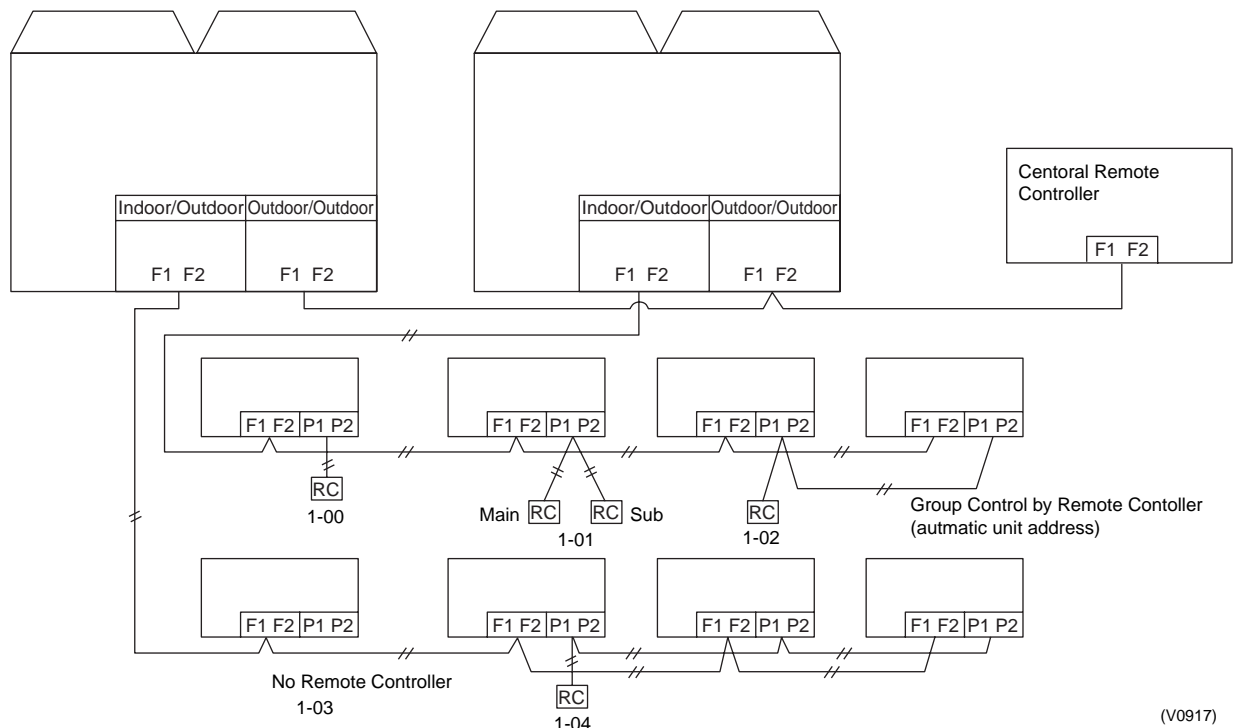 Centoral Remote
Controller
Indoor/Outdoor Outdoor/Outdoor
Indoor/Outdoor Outdoor/Outdoor
F1 F2
F1 F2 F1 F2
F1 F2 F1 F2
F1 F2 P1 P2
F1 F2 P1 P2
F1 F2 P1 P2
F1 F2 P1 P2
RC
1-00
Main RC RC Sub
1-01
RC
1-02
Group Control by Remote Contoller
(autmatic unit address)
F1 F2 P1 P2
F1 F2 P1 P2
F1 F2 P1 P2
F1 F2 P1 P2
No Remote Controller
1-03
RC
1-04
(V0917)